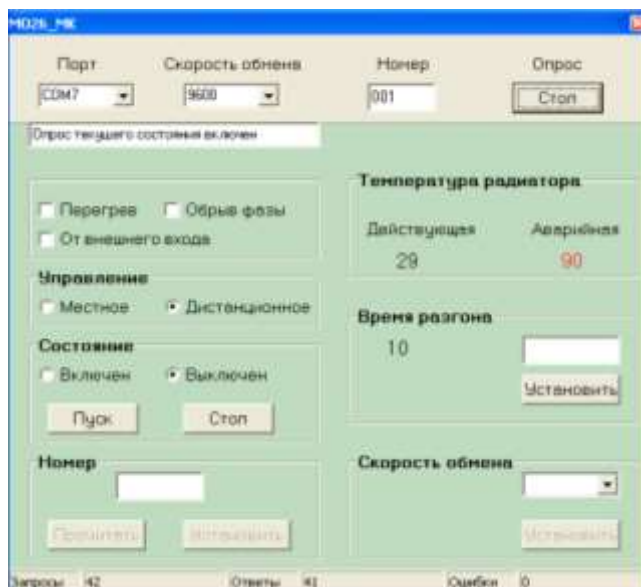 МО26_МК
Порт Скорость обмена Номер Опрос
COM7 9600 001 Стоп
Опрос текущего состояния включен
Температура радиатора
Перегрев Обрыв фазы
Действующая Аварийная
От внешнего входа
29 90
Управление
Местное Дистанционное
Время разгона
Состояние
10
Включен Выключен
Установить
Пуск Стоп
Номер Скорость обмена
Прочитать Установить Установить
Запросы 42 Ответы 41 Ошибки 0